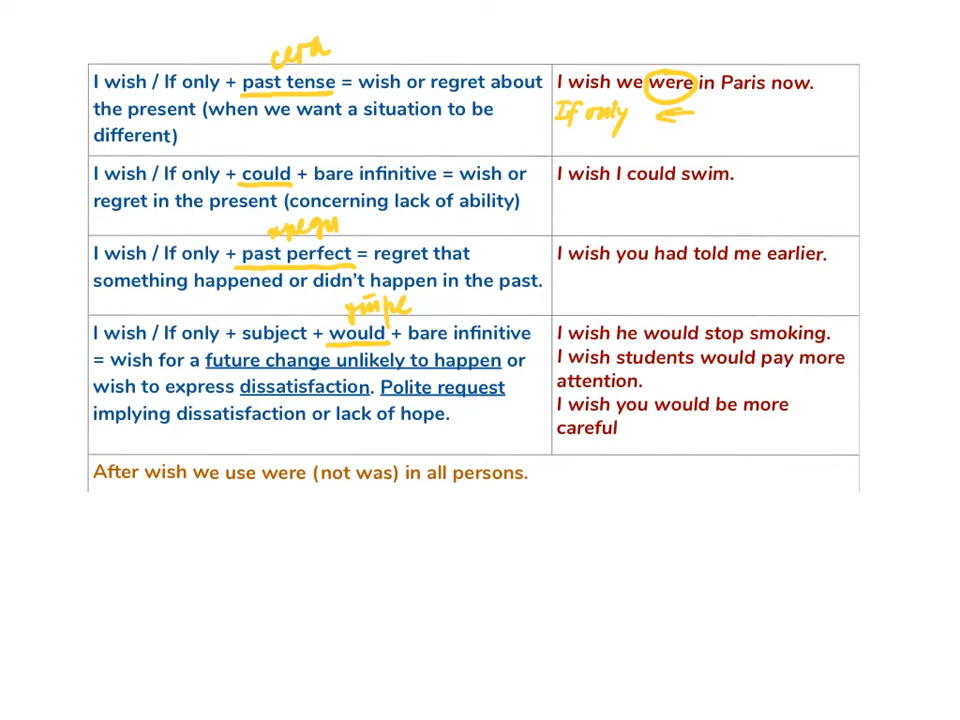 сега
I wish / If only + past tense = wish or regret about
the present (when we want a situation to be
different)
I wish we were in Paris now.
If only
I wish / If only + could + bare infinitive = wish or
regret in the present (concerning lack of ability)
I wish I could swim.
преди
I wish / If only + past perfect = regret that
something happened or didn't happen in the past.
I wish you had told me earlier.
утре
I wish / If only + subject + would + bare infinitive
= wish for a future change unlikely to happen or
wish to express dissatisfaction. Polite request
implying dissatisfaction or lack of hope.
I wish he would stop smoking.
I wish students would pay more
attention.
I wish you would be more
careful
After wish we use were (not was) in all persons.